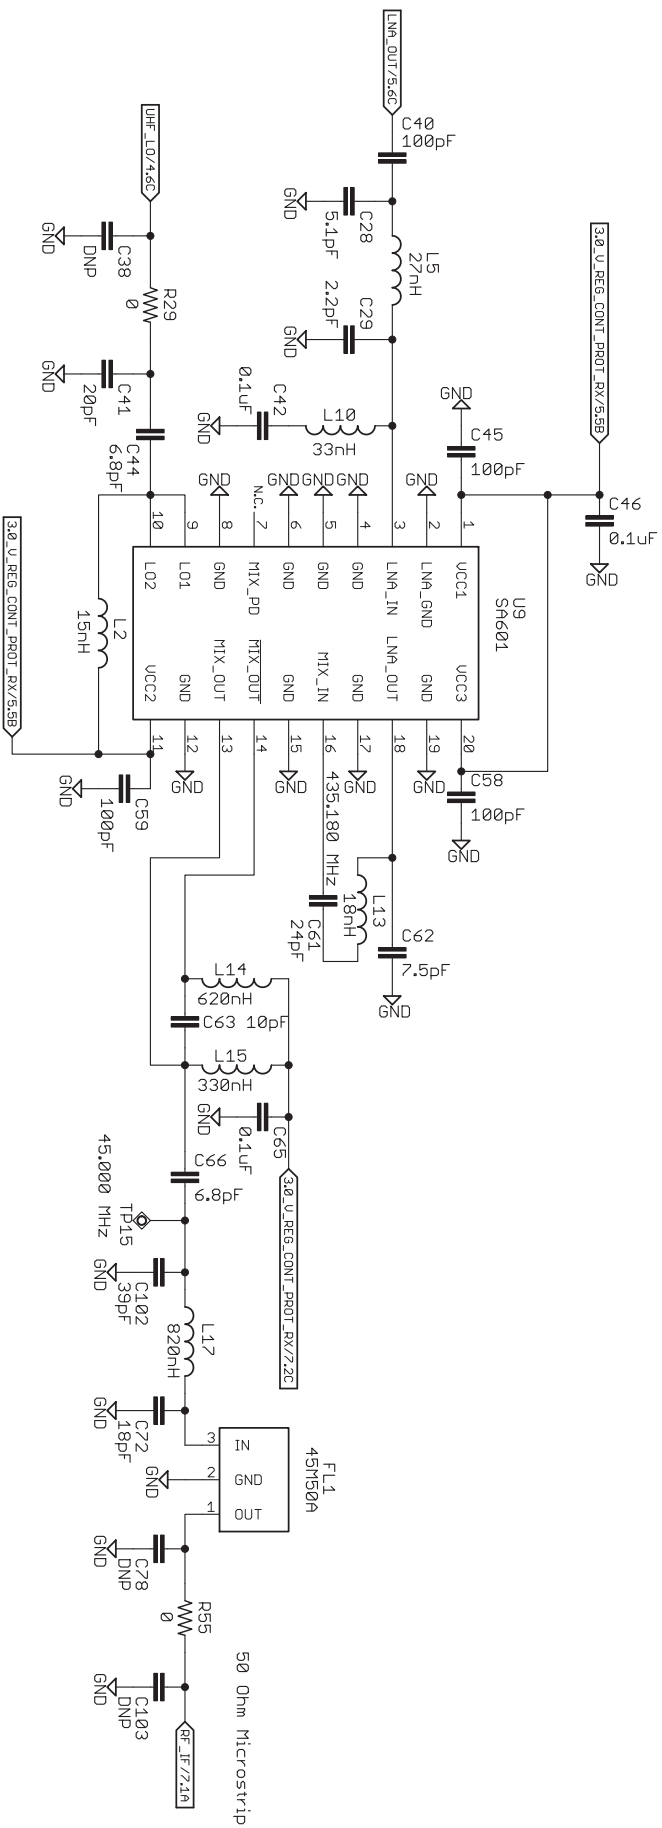 LNA_OUT/5.6C
C40
100pF
UHF_LO/4.6C
3.0_V_REG_CONT_PROT_RX/5.5B
GND
C28
5.1pF
L5
27nH
GND
C38
DNP
R29
0
GND
C29
2.2pF
GND
C41
20pF
C42
0.1uF
GND
L10
33nH
GND
C45
100pF
C44
6.8pF
C46
0.1uF
GND
GND
N.C.
GND
GND
GND
GND
10
9
8
7
6
5
4
3
2
1
LO2
LO1
GND
MIX_PD
GND
GND
GND
LNA_IN
LNA_GND
VCC1
U9
SA601
L2
15nH
3.0_V_REG_CONT_PROT_RX/5.5B
VCC2
GND
MIX_OUT
MIX_OUT
GND
MIX_IN
GND
LNA_OUT
GND
VCC3
11
12
13
14
15
16
17
18
19
20
GND
GND
GND
GND
GND
C59
100pF
435.180 MHz
C58
100pF
GND
L13
18nH
C61
24pF
C62
7.5pF
GND
L14
620nH
C63 10pF
L15
330nH
GND
C65
0.1uF
C66
6.8pF
3.0_V_REG_CONT_PROT_RX/7.2C
45.000 MHz
TP15
GND
C102
39pF
L17
820nH
GND
C72
18pF
GND
3
2
1
IN
GND
OUT
FL1
45M50A
GND
C78
DNP
R55
0
GND
C103
DNP
50 Ohm Microstrip
RF_IF/7.1A